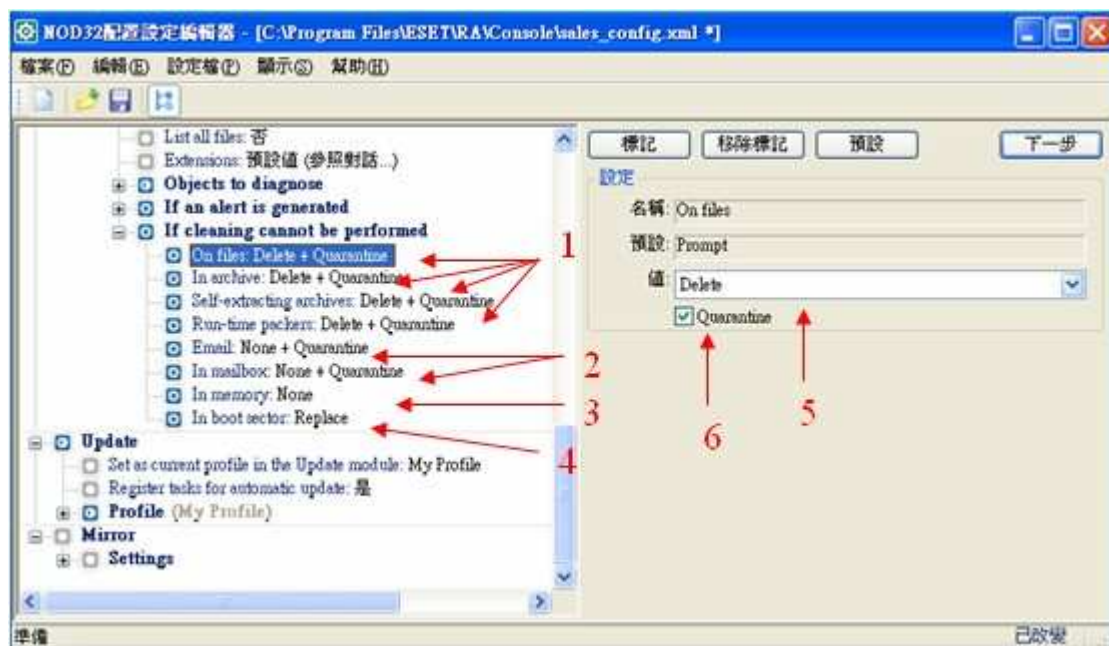 NOD32配置設定編輯器 - [C:\Program Files\ESET\RA\Console\sales_config.xml *]
檔案(F) 編輯(E) 設定檔(P) 顯示(S) 幫助(H)
List all files: 否
Extensions: 預設值 (參照對話...)
Objects to diagnose
If an alert is generated
If cleaning cannot be performed
On files: Delete + Quarantine
In archive: Delete + Quarantine
Self-extracting archives: Delete + Quarantine
Run-time packers: Delete + Quarantine
Email: None + Quarantine
In mailbox: None + Quarantine
In memory: None
In boot sector: Replace
Update
Set as current profile in the Update module: My Profile
Register tasks for automatic update: 是
Profile (My Profile)
Mirror
Settings
1
2
3
4
標記 移除標記 預設 下一步
設定
名稱: On files
預設: Prompt
值: Delete
Quarantine
6
5
準備
已改變